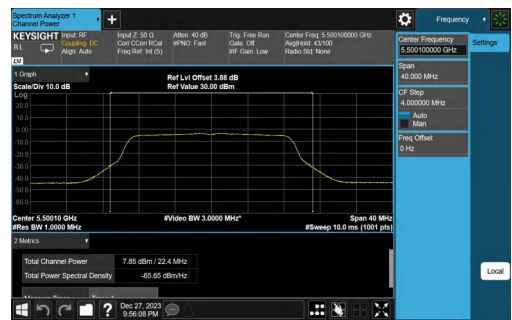 Spectrum Analyzer 1
Channel Power
Frequency
KEYSIGHT
Input: RF
Coupling: DC
Align: Auto
R L
LXI
Input Z: 50 Ω
Corr CCorr RCal
Freq Ref: Int (S)
Atten: 40 dB
#PNO: Fast
Trig: Free Run
Gate: Off
#IF Gain: Low
Center Freq: 5.500100000 GHz
Avg|Hold: 43/100
Radio Std: None
Center Frequency
5.500100000 GHz
Settings
Span
40.000 MHz
CF Step
4.000000 MHz
Auto
Man
Freq Offset
0 Hz
Local
1 Graph
Scale/Div 10.0 dB
Ref Lvl Offset 3.88 dB
Ref Value 30.00 dBm
Log
20.0
10.0
0.00
-10.0
-20.0
-30.0
-40.0
-50.0
-60.0
Center 5.50010 GHz
#Video BW 3.0000 MHz*
Span 40 MHz
#Res BW 1.0000 MHz
#Sweep 10.0 ms (1001 pts)
2 Metrics
Total Channel Power 7.85 dBm / 22.4 MHz
Total Power Spectral Density -65.65 dBm/Hz
?
Dec 27, 2023
9:56:08 PM